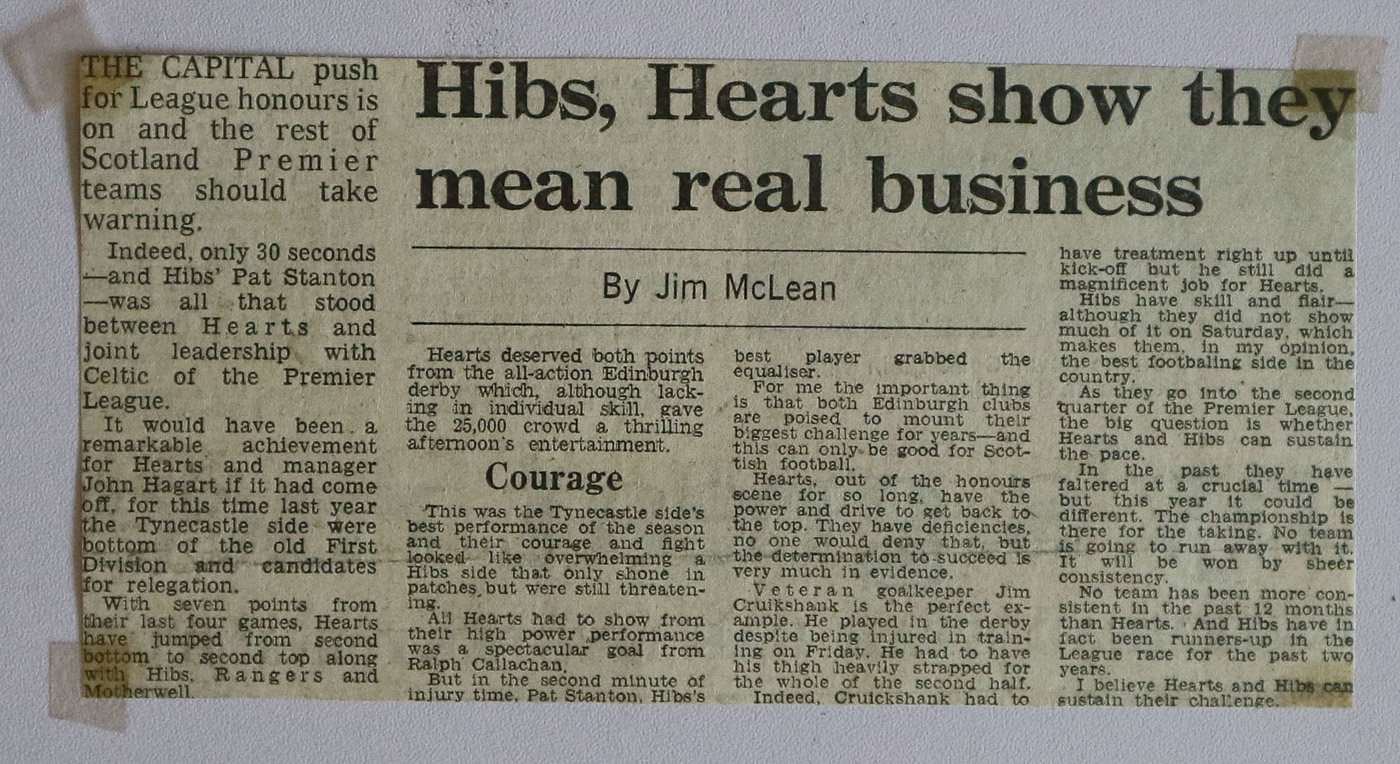 Hibs, Hearts show they
mean real business
By Jim McLean
THE CAPITAL push
for League honours is
on and the rest of
Scotland Premier
teams should take
warning.
Indeed, only 30 seconds
—and Hibs' Pat Stanton
—was all that stood
between Hearts and
joint leadership with
Celtic of the Premier
League.
It would have been a
remarkable achievement
for Hearts and manager
John Hagart if it had come
off, for this time last year
the Tynecastle side were
bottom of the old First
Division and candidates
for relegation.
With seven points from
their last four games, Hearts
have jumped from second
bottom to second top along
with Hibs, Rangers and
Motherwell.
Hearts deserved both points
from the all-action Edinburgh
derby which, although lack-
ing in individual skill, gave
the 25,000 crowd a thrilling
afternoon's entertainment.
Courage
This was the Tynecastle side's
best performance of the season
and their courage and fight
looked like overwhelming a
Hibs side that only shone in
patches but were still threaten-
ing.
All Hearts had to show from
their high power performance
was a spectacular goal from
Ralph Callachan.
But in the second minute of
injury time, Pat Stanton, Hibs's
best player grabbed the
equaliser.
For me the important thing
is that both Edinburgh clubs
are poised to mount their
biggest challenge for years—and
this can only be good for Scot-
tish football.
Hearts, out of the honours
scene for so long, have the
power and drive to get back to
the top. They have deficiencies,
no one would deny that, but
the determination to succeed is
very much in evidence.
Veteran goalkeeper Jim
Cruikshank is the perfect ex-
ample. He played in the derby
despite being injured in train-
ing on Friday. He had to have
his thigh heavily strapped for
the whole of the second half.
Indeed, Cruickshank had to
have treatment right up until
kick-off but he still did a
magnificent job for Hearts.
Hibs have skill and flair—
although they did not show
much of it on Saturday, which
makes them, in my opinion,
the best footbaling side in the
country.
As they go into the second
quarter of the Premier League,
the big question is whether
Hearts and Hibs can sustain
the pace.
In the past they have
faltered at a crucial time —
but this year it could be
different. The championship is
there for the taking. No team
is going to run away with it.
It will be won by sheer
consistency.
No team has been more con-
sistent in the past 12 months
than Hearts. And Hibs have in
fact been runners-up in the
League race for the past two
years.
I believe Hearts and Hibs can
sustain their challenge.